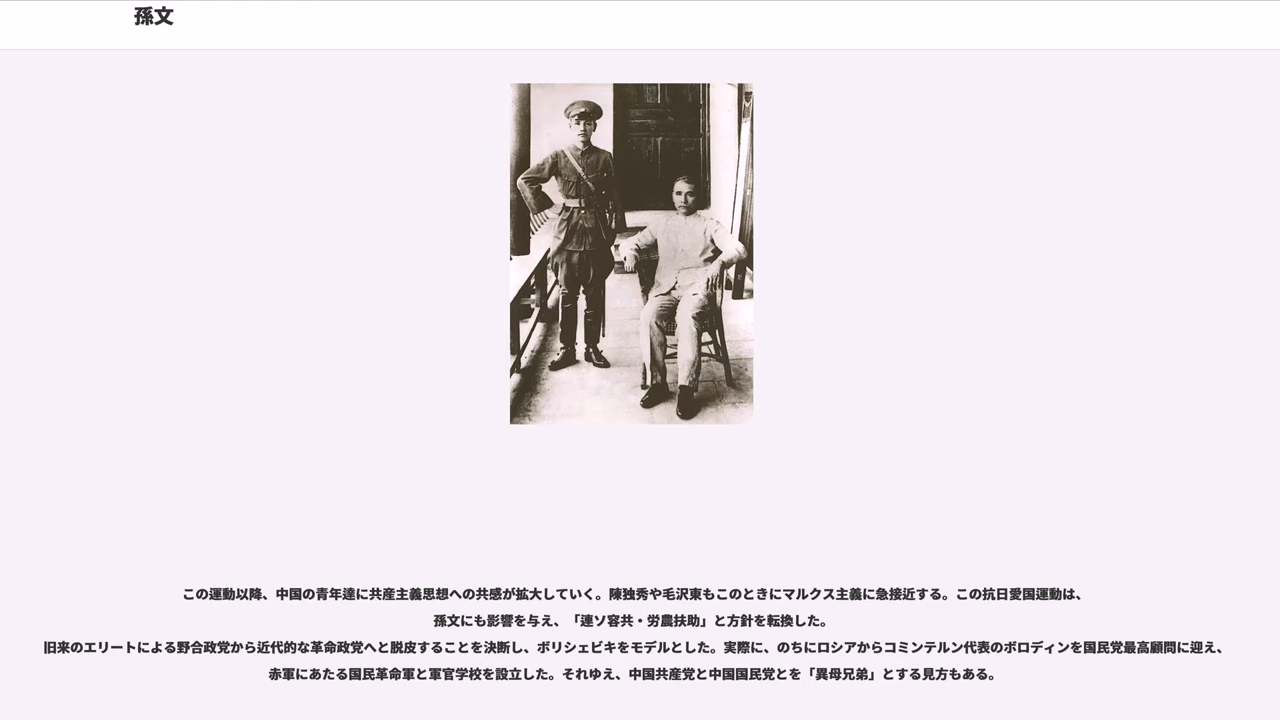 孫文
この運動以降、中国の青年達に共産主義思想への共感が拡大していく。陳独秀や毛沢東もこのときにマルクス主義に急接近する。この抗日愛国運動は、
孫文にも影響を与え、「連ソ容共・労農扶助」と方針を転換した。
旧来のエリートによる野合政党から近代的な革命政党へと脱皮することを決断し、ボリシェビキをモデルとした。実際に、のちにロシアからコミンテルン代表のボロディンを国民党最高顧問に迎え、
赤軍にあたる国民革命軍と軍官学校を設立した。それゆえ、中国共産党と中国国民党とを「異母兄弟」とする見方もある。